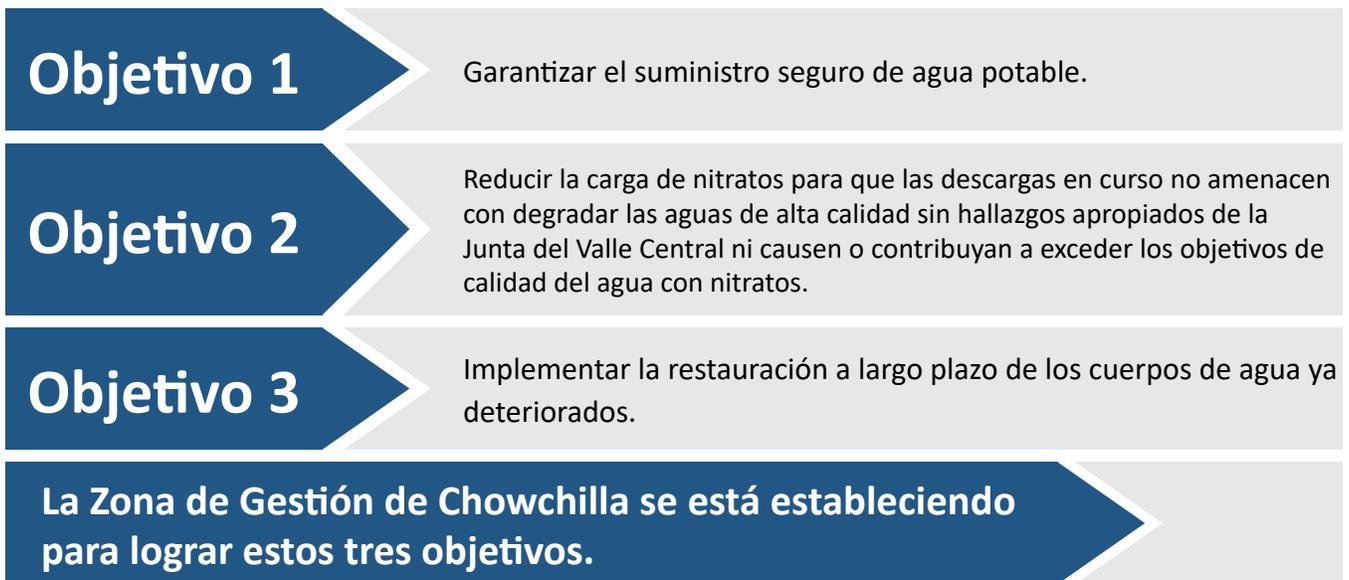 Objetivo 1
Garantizar el suministro seguro de agua potable.
Objetivo 2
Reducir la carga de nitratos para que las descargas en curso no amenacen
con degradar las aguas de alta calidad sin hallazgos apropiados de la
Junta del Valle Central ni causen o contribuyan a exceder los objetivos de
calidad del agua con nitratos.
Objetivo 3
Implementar la restauración a largo plazo de los cuerpos de agua ya
deteriorados.
La Zona de Gestión de Chowchilla se está estableciendo
para lograr estos tres objetivos.